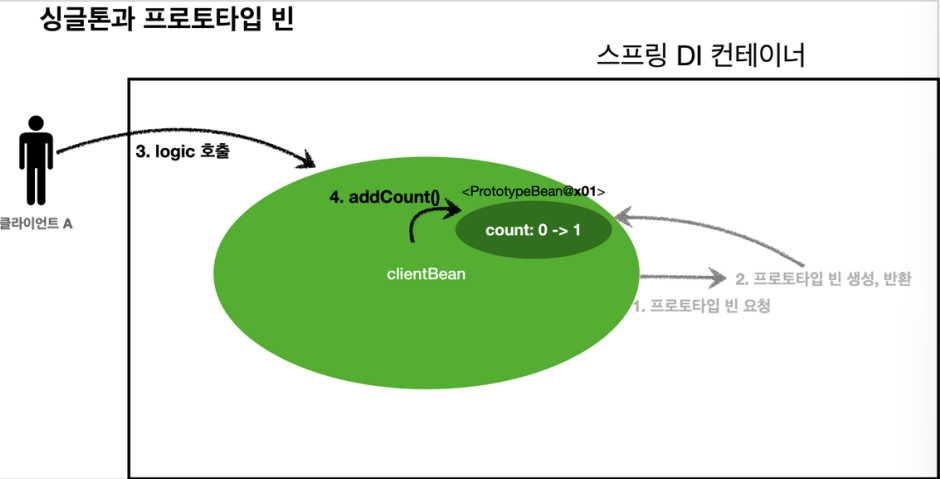 싱글톤과 프로토타입 빈
스프링 DI 컨테이너
3. logic 호출
클라이언트 A
4. addCount()
<PrototypeBean@x01>
count: 0 -> 1
clientBean
2. 프로토타입 빈 생성, 반환
1. 프로토타입 빈 요청